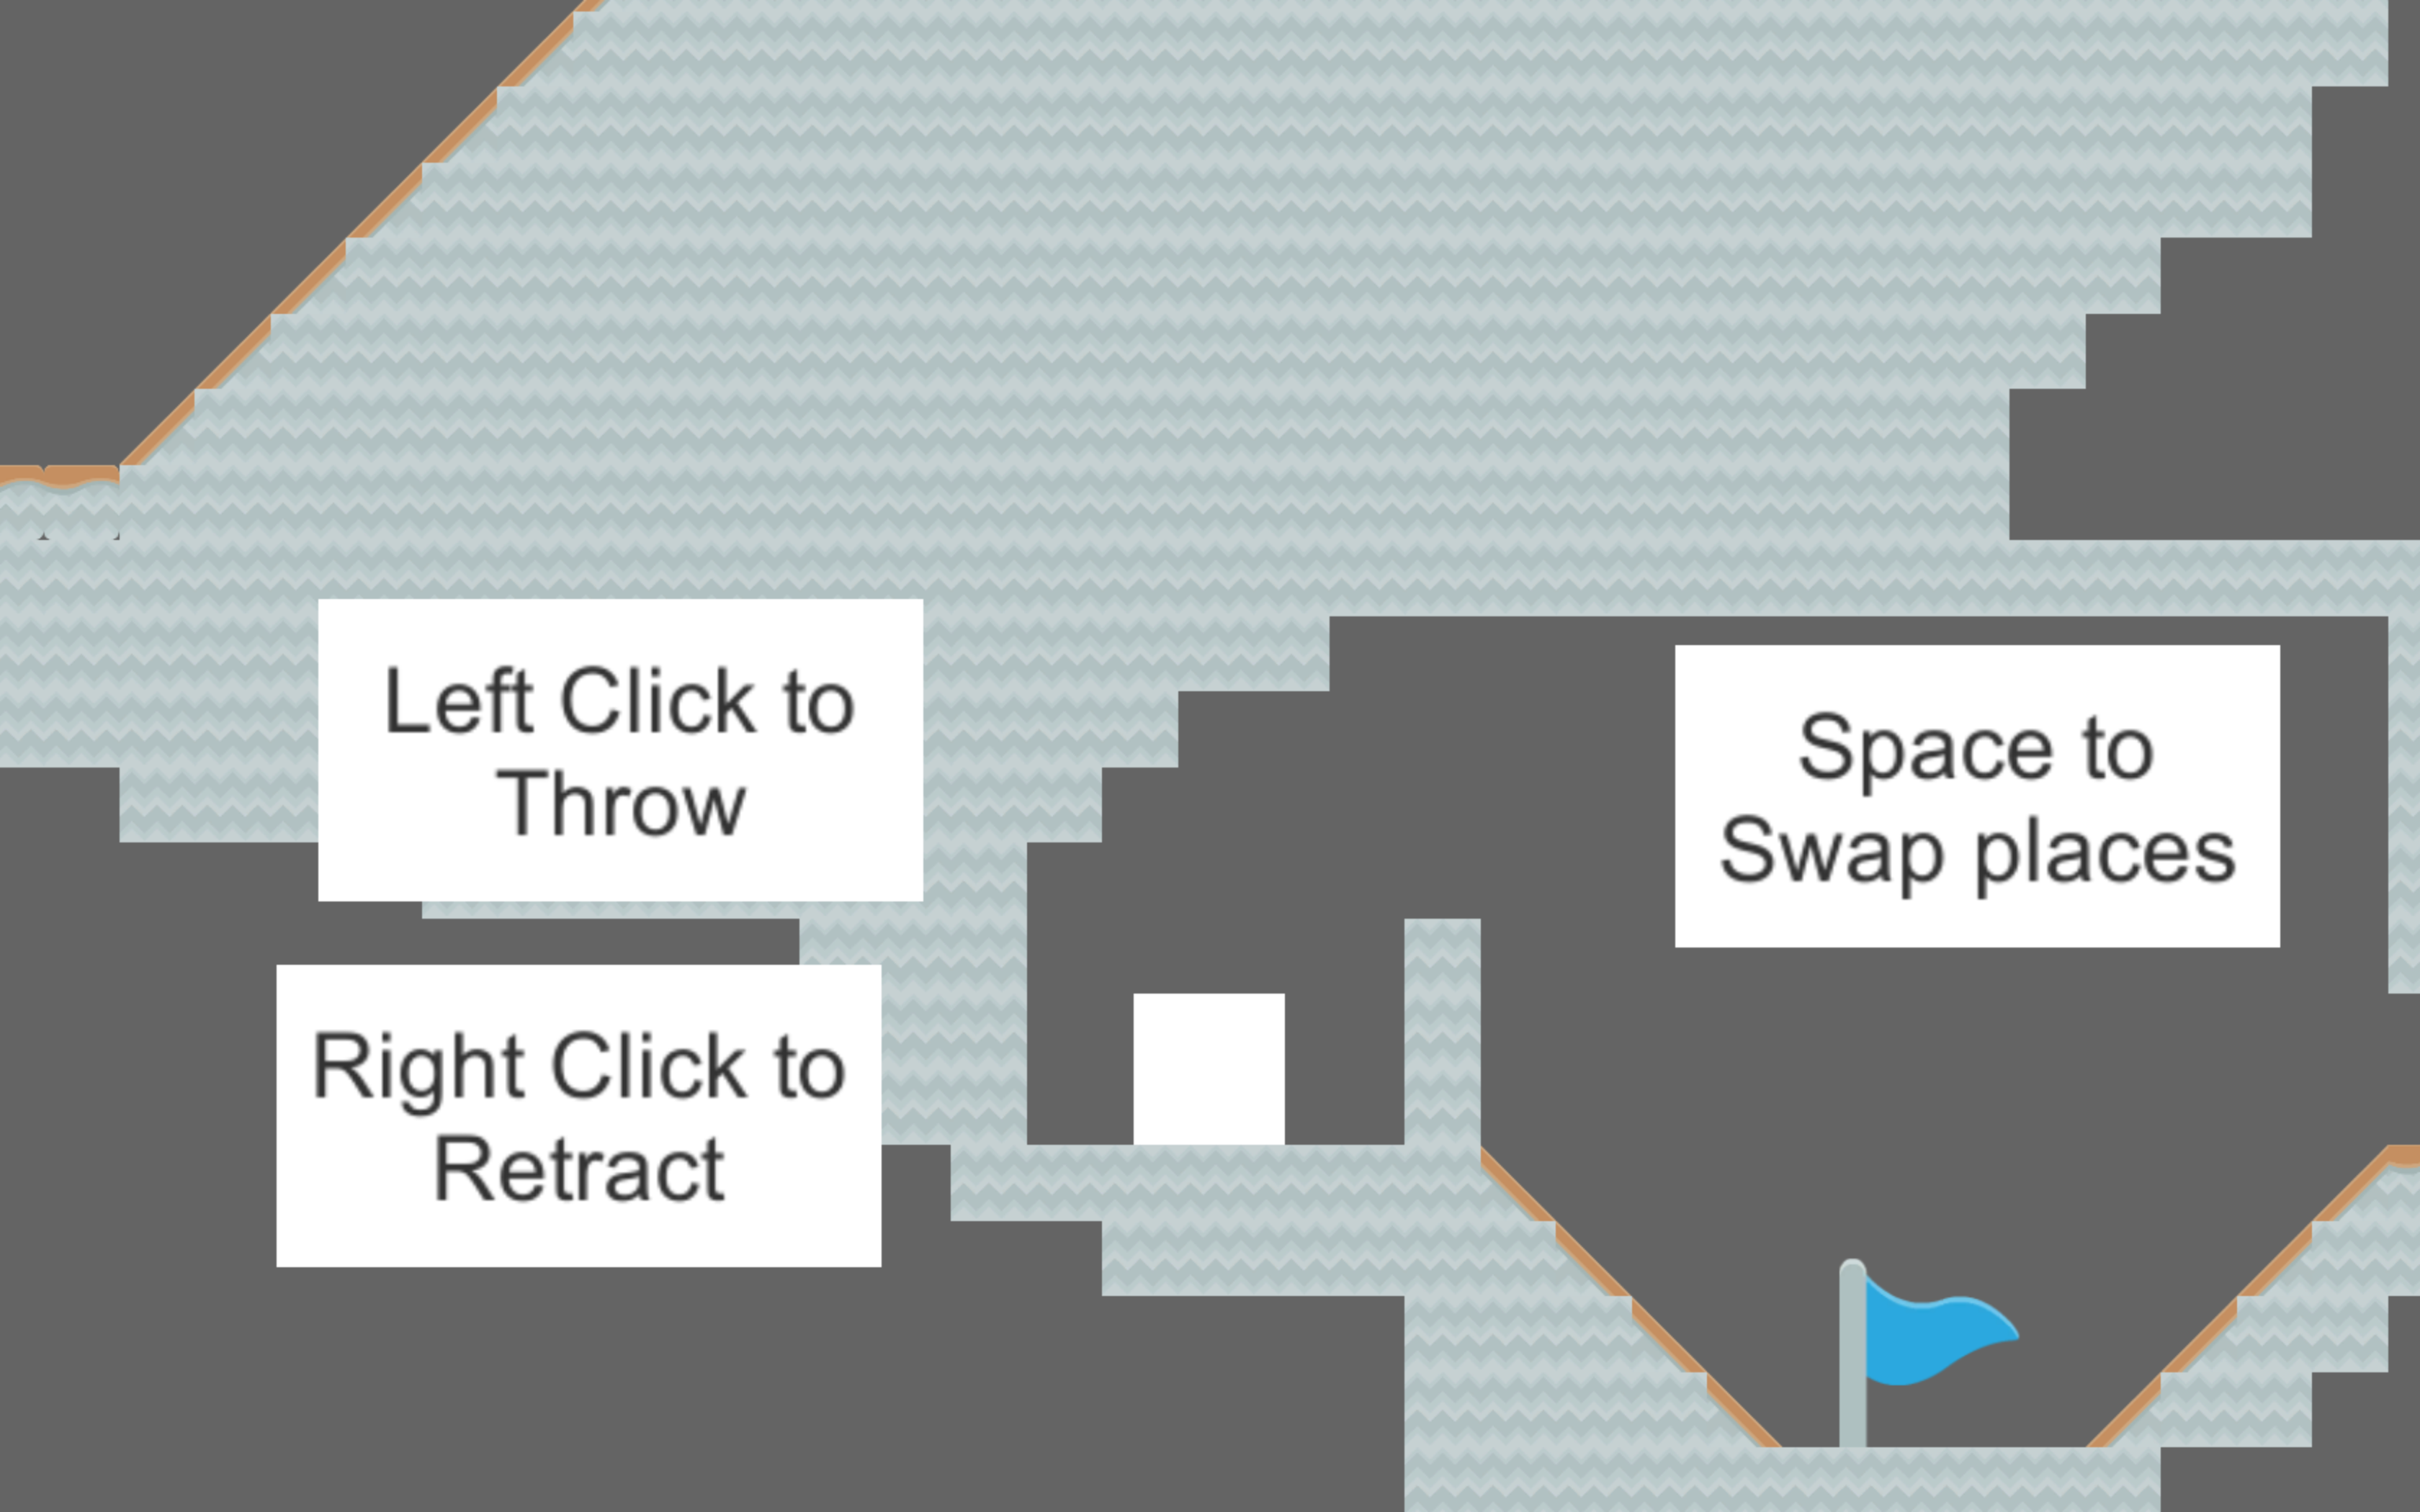 Left Click to
Throw
Space to
Swap places
Right Click to
Retract